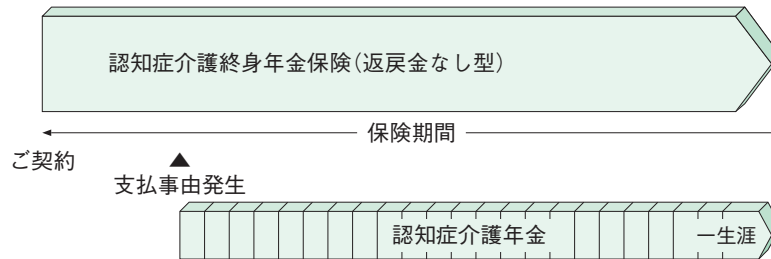 認知症介護終身年金保険(返戻金なし型)
保険期間
ご契約
支払事由発生
認知症介護年金
一生涯